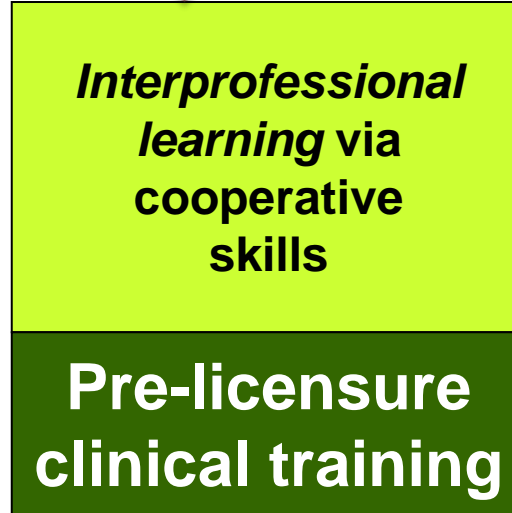 Interprofessional
learning via
cooperative
skills
Pre-licensure
clinical training